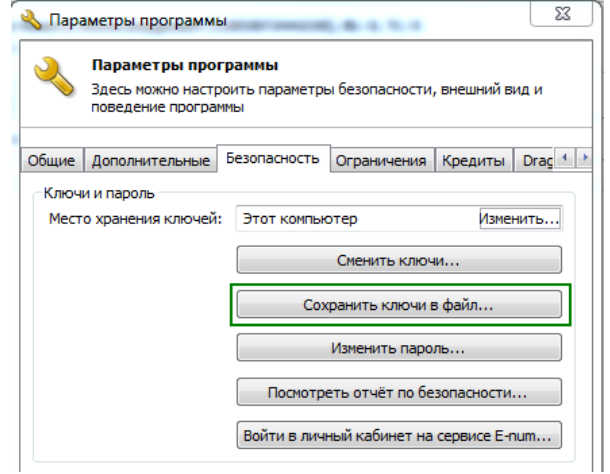 Параметры программы
Параметры программы
Здесь можно настроить параметры безопасности, внешний вид и
поведение программы
Общие Дополнительные Безопасность Ограничения Кредиты Drag
Ключи и пароль
Место хранения ключей: Этот компьютер Изменить...
Сменить ключи...
Сохранить ключи в файл...
Изменить пароль...
Посмотреть отчёт по безопасности...
Войти в личный кабинет на сервисе E-num...